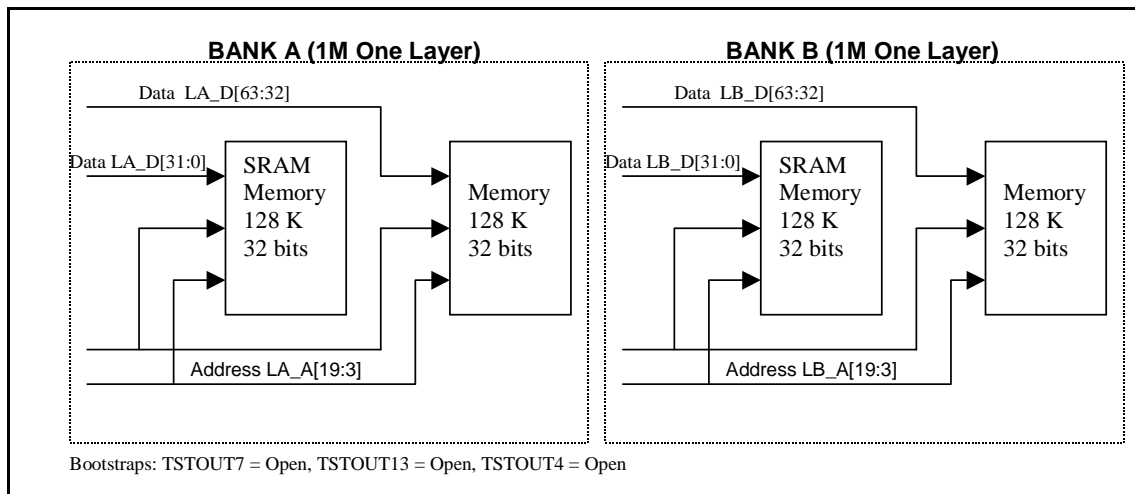 BANK A (1M One Layer)
Data LA_D[63:32]
Data LA_D[31:0]
SRAM
Memory
128 K
32 bits
Memory
128 K
32 bits
Address LA_A[19:3]
BANK B (1M One Layer)
Data LB_D[63:32]
Data LB_D[31:0]
SRAM
Memory
128 K
32 bits
Memory
128 K
32 bits
Address LB_A[19:3]
Bootstraps: TSTOUT7 = Open, TSTOUT13 = Open, TSTOUT4 = Open